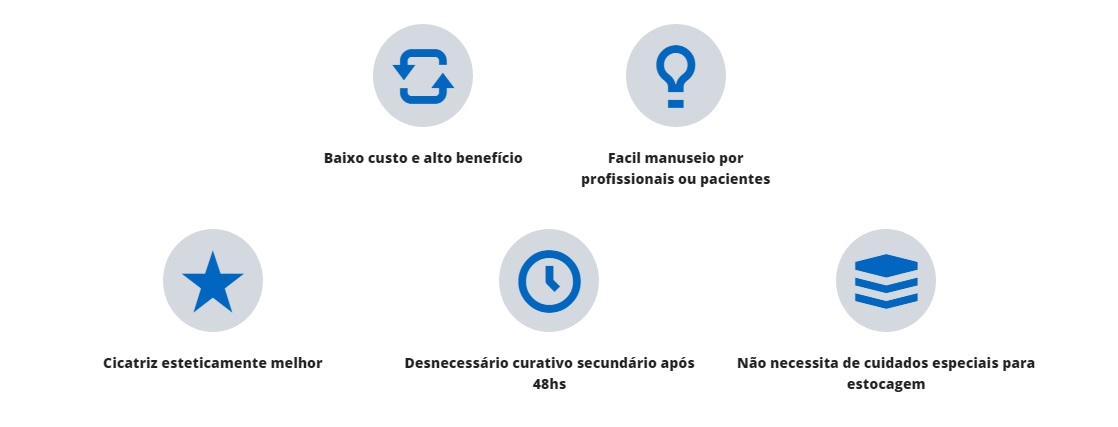 Baixo custo e alto benefício
Facil manuseio por
profissionais ou pacientes
Cicatriz esteticamente melhor
Desnecessário curativo secundário após
48hs
Não necessita de cuidados especiais para
estocagem